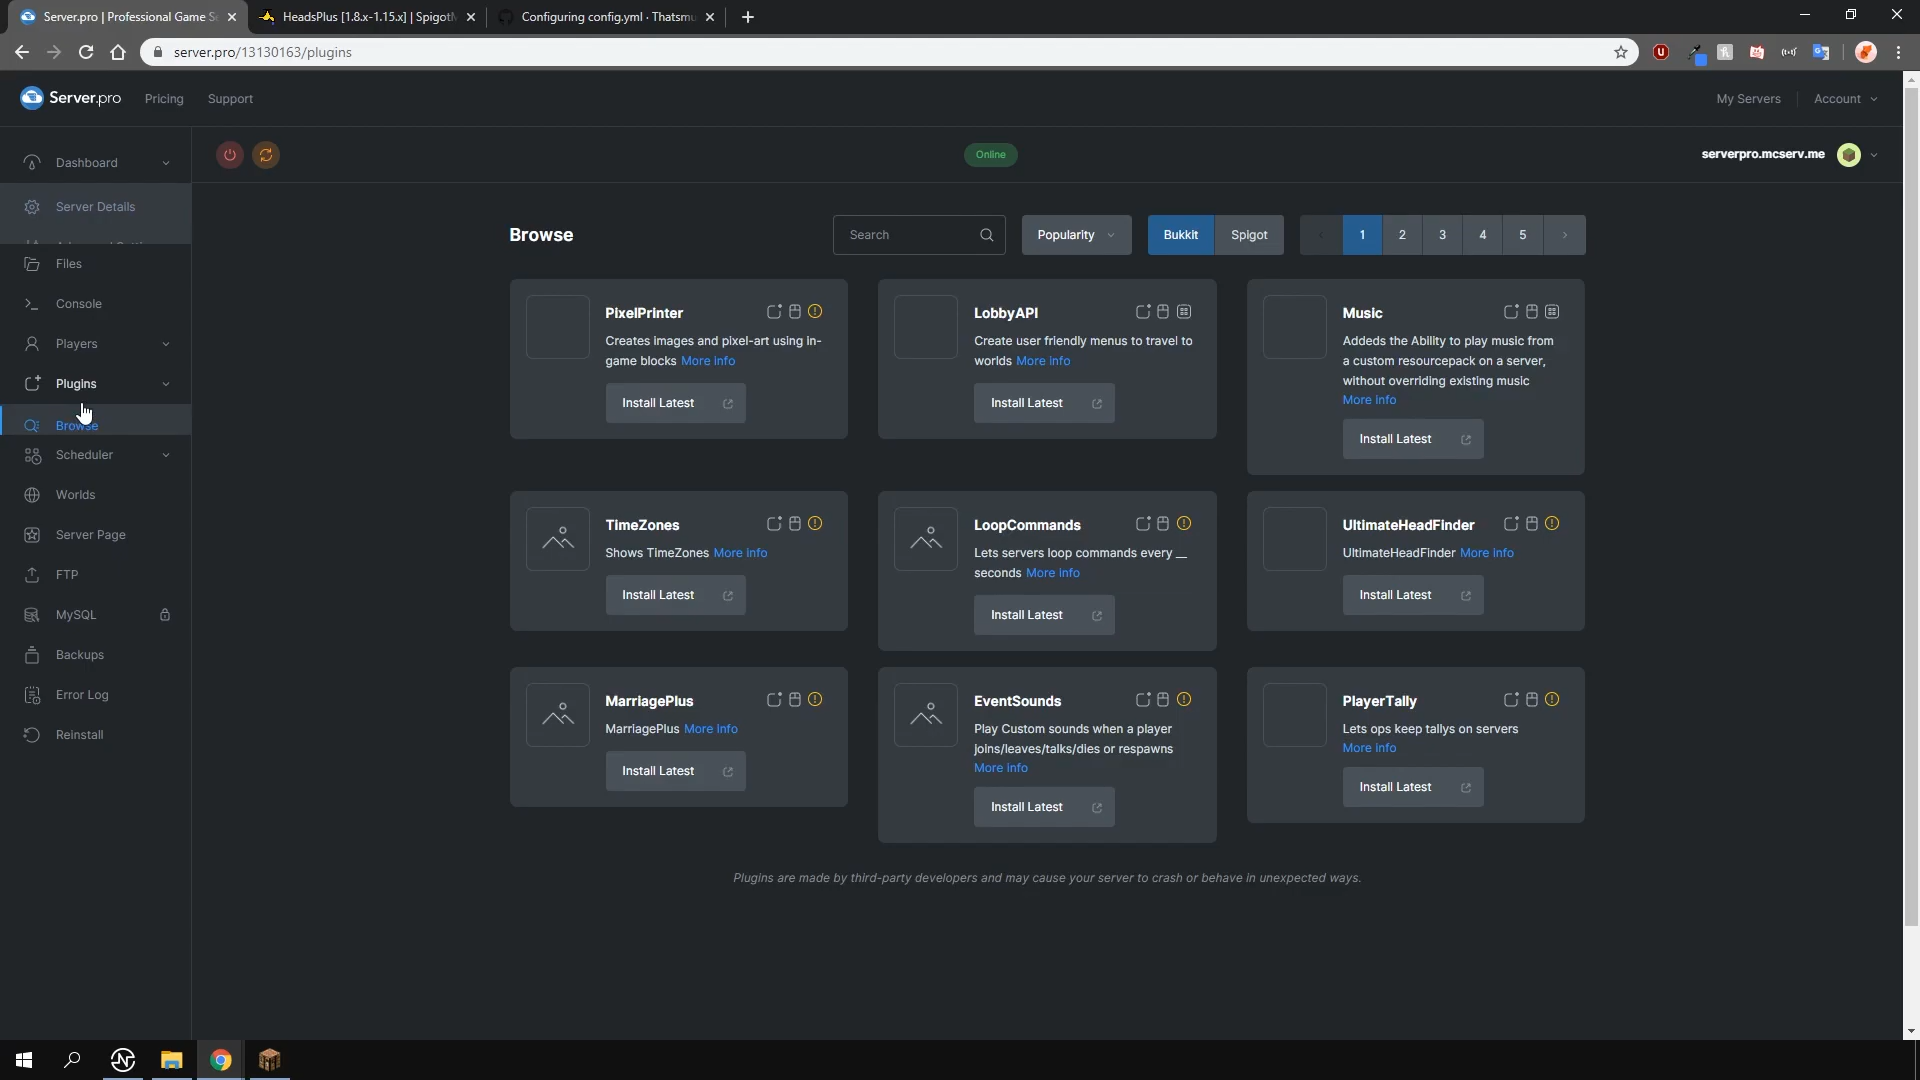 Server.pro | Professional Game S
HeadsPlus [1.8.x-1.15.x] | Spigot
Configuring config.yml · Thatsmu
server.pro/13130163/plugins
Server.pro
Pricing
Support
My Servers
Account
Online
serverpro.mcserv.me
Dashboard
Server Details
Files
Console
Players
Plugins
Browse
Scheduler
Worlds
Server Page
FTP
MySQL
Backups
Error Log
Reinstall
Browse
Search
Popularity
Bukkit
Spigot
1
2
3
4
5
PixelPrinter
Creates images and pixel-art using in-
game blocks More info
Install Latest
LobbyAPI
Create user friendly menus to travel to
worlds More info
Install Latest
Music
Addeds the Ability to play music from
a custom resourcepack on a server,
without overriding existing music
More info
Install Latest
TimeZones
Shows TimeZones More info
Install Latest
LoopCommands
Lets servers loop commands every __
seconds More info
Install Latest
UltimateHeadFinder
UltimateHeadFinder More info
Install Latest
MarriagePlus
MarriagePlus More info
Install Latest
EventSounds
Play Custom sounds when a player
joins/leaves/talks/dies or respawns
More info
Install Latest
PlayerTally
Lets ops keep tallys on servers
More info
Install Latest
Plugins are made by third-party developers and may cause your server to crash or behave in unexpected ways.